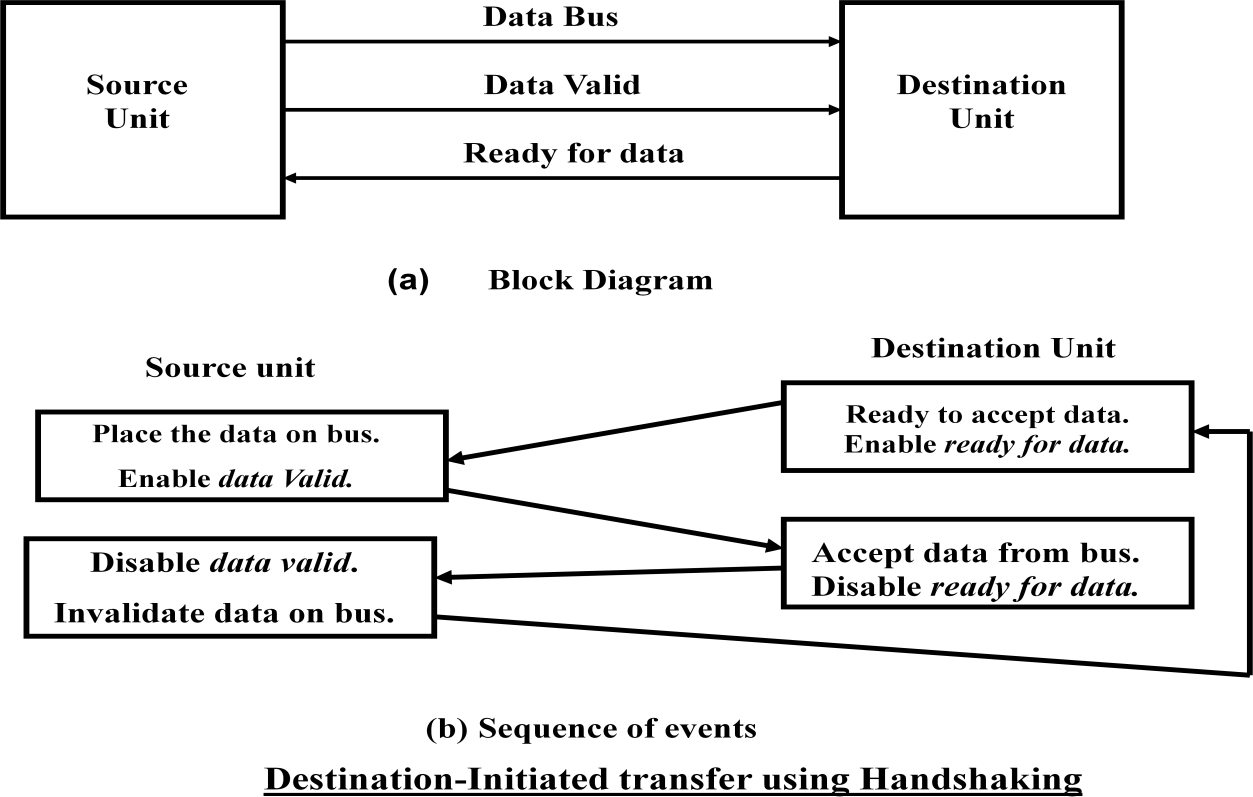 Data Bus
Source
Unit
Data Valid
Destination
Unit
Ready for data
(a) Block Diagram
Source unit
Destination Unit
Place the data on bus.
Enable data Valid.
Ready to accept data.
Enable ready for data.
Disable data valid.
Invalidate data on bus.
Accept data from bus.
Disable ready for data.
(b) Sequence of events
Destination-Initiated transfer using Handshaking